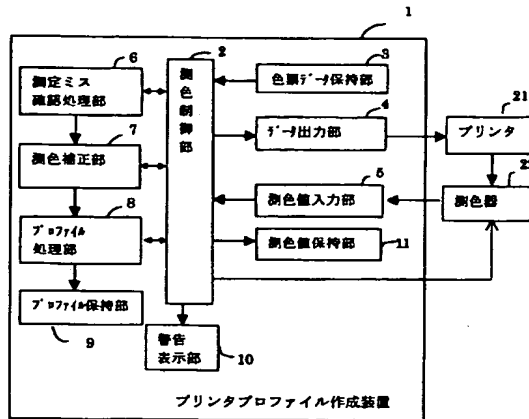 1
6
測定ミス
確認処理部
2
測色制御部
3
色票データ保持部
4
データ出力部
21
プリンタ
7
測色補正部
5
測色値入力部
測色器
8
プロファイル
処理部
測色値保持部
11
プロファイル保持部
9
警告
表示部
10
プリンタプロファイル作成装置